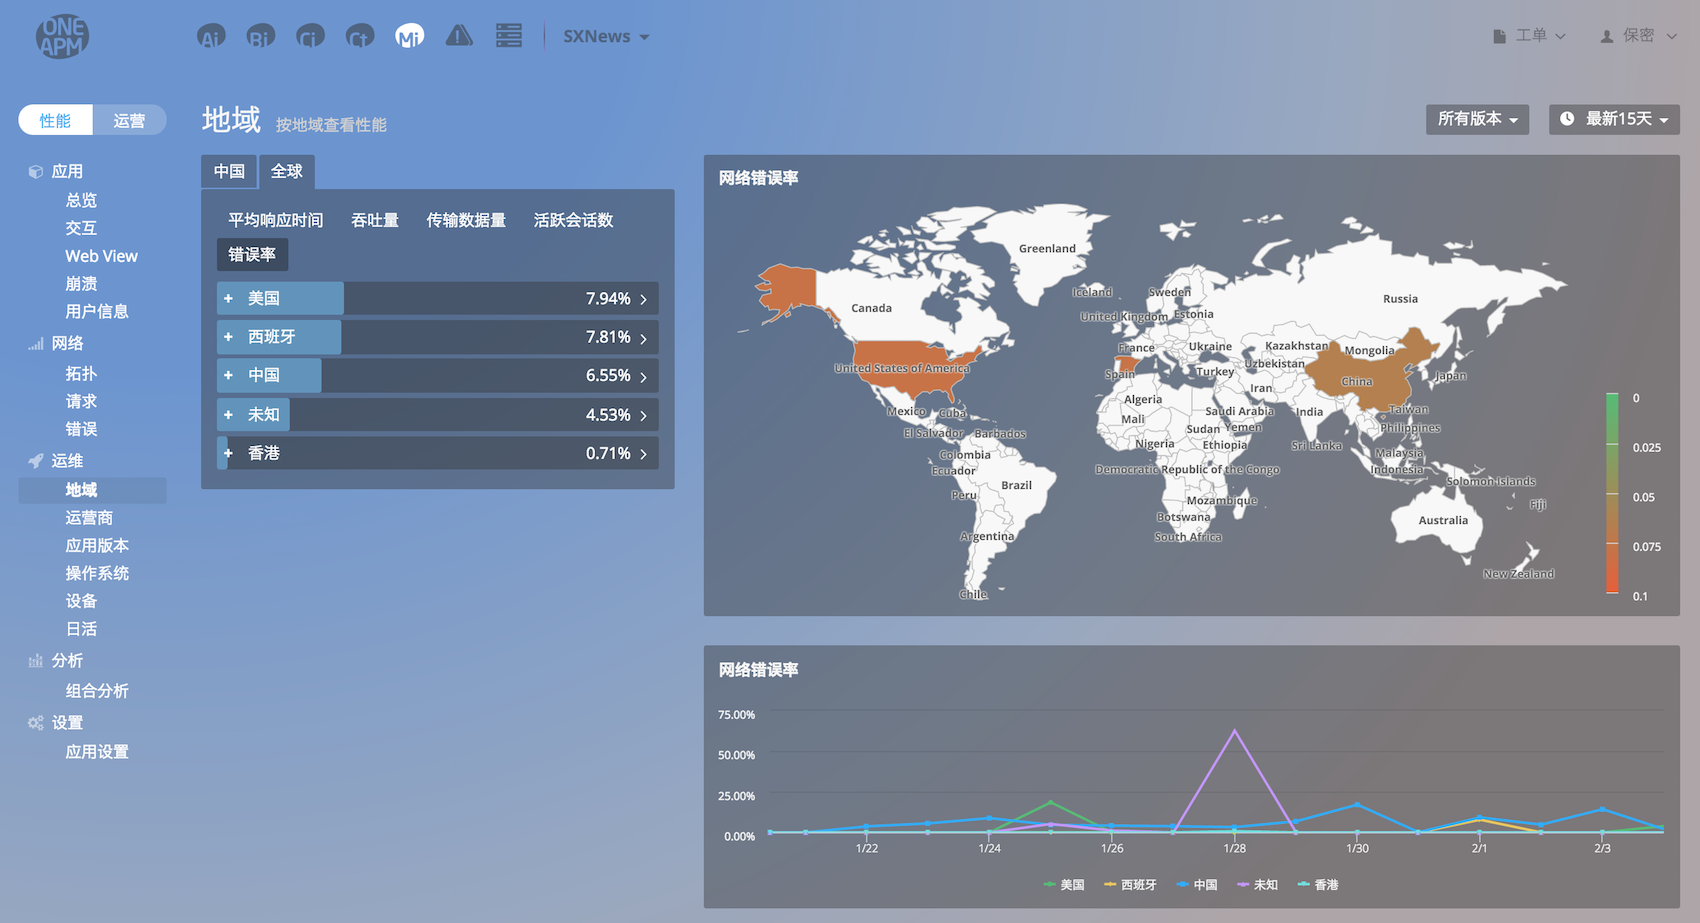 ONE APM
Ai Bi Ci Ct Mi SXNews 工单 保密
性能 运营
地域 按地域查看性能
所有版本 最新15天
应用
总览
交互
Web View
崩溃
用户信息
网络
拓扑
请求
错误
运维
地域
运营商
应用版本
操作系统
设备
日活
分析
组合分析
设置
应用设置
中国 全球
平均响应时间 吞吐量 传输数据量 活跃会话数
错误率
+ 美国 7.94%
+ 西班牙 7.81%
+ 中国 6.55%
+ 未知 4.53%
+ 香港 0.71%
网络错误率
Greenland
Iceland
Sweden
Russia
Canada
United Kingdom
Estonia
France
Ukraine
Kazakhstan
Mongolia
United States of America
Spain
Turkey
Uzbekistan
Japan
China
Iran
Algeria
Mexico
Cuba
Mali
Saudi Arabia
India
Taiwan
El Salvador
Barbados
Sudan
Yemen
Philippines
Nigeria
Ethiopia
Sri Lanka
Colombia
Malaysia
Ecuador
Democratic Republic of the Congo
Indonesia
Peru
Brazil
Solomon Islands
Mozambique
Fiji
Botswana
Australia
Argentina
South Africa
New Zealand
Chile
0
0.025
0.05
0.075
0.1
网络错误率
75.00%
50.00%
25.00%
0.00%
1/22 1/24 1/26 1/28 1/30 2/1 2/3
美国 西班牙 中国 未知 香港